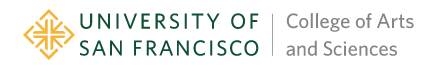 UNIVERSITY OF
SAN FRANCISCO
College of Arts
and Sciences